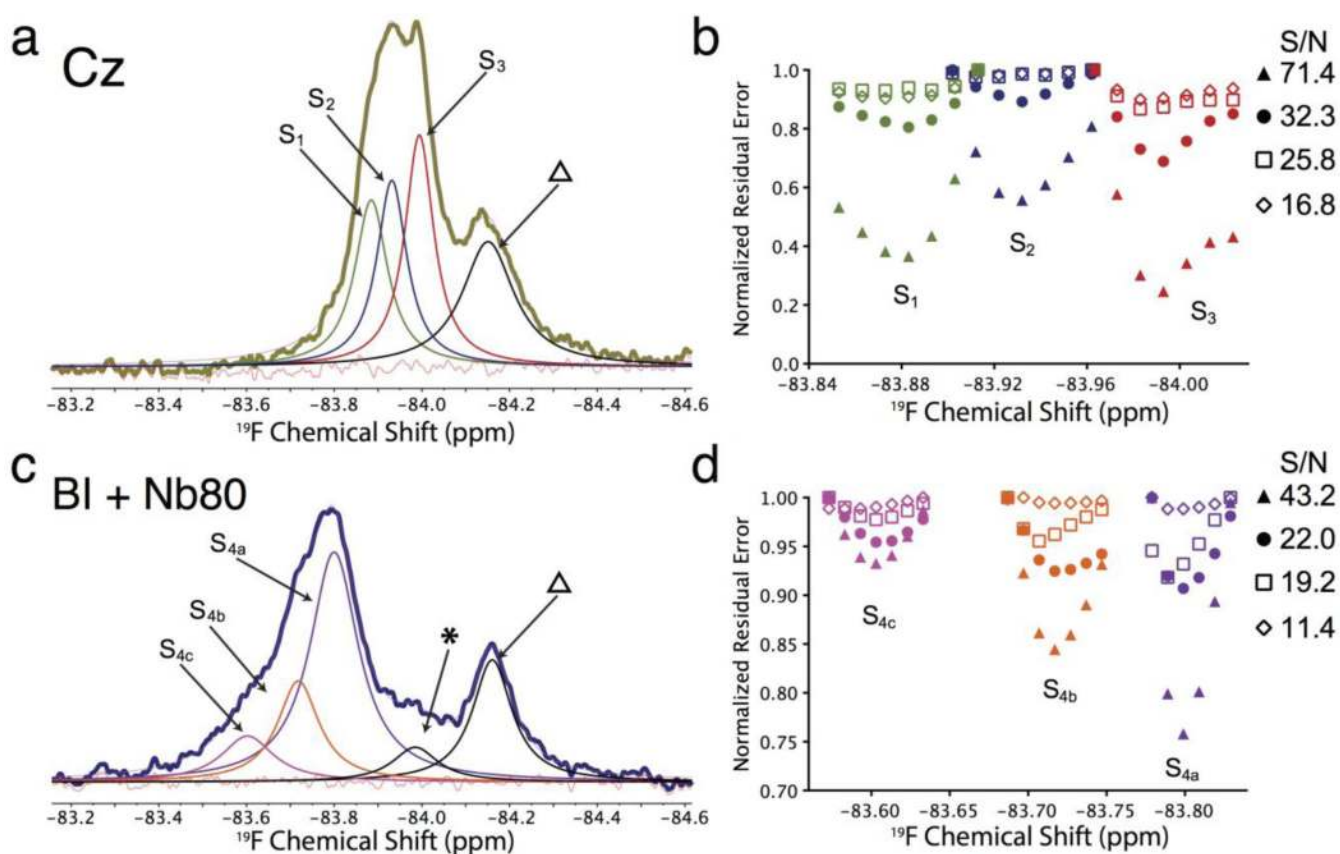 a
Cz
S1
S2
S3
Δ
−83.2 −83.4 −83.6 −83.8 −84.0 −84.2 −84.4 −84.6
19F Chemical Shift (ppm)
b
Normalized Residual Error
1.0
0.8
0.6
0.4
0.2
0.0
S1
S2
S3
−83.84 −83.88 −83.92 −83.96 −84.00
19F Chemical Shift (ppm)
S/N
▲ 71.4
● 32.3
□ 25.8
◇ 16.8
c
BI + Nb80
S4a
S4b
S4c
*
Δ
−83.2 −83.4 −83.6 −83.8 −84.0 −84.2 −84.4 −84.6
19F Chemical Shift (ppm)
d
Normalized Residual Error
1.00
0.95
0.90
0.85
0.80
0.75
0.70
S4c
S4b
S4a
−83.60 −83.65 −83.70 −83.75 −83.80
19F Chemical Shift (ppm)
S/N
▲ 43.2
● 22.0
□ 19.2
◇ 11.4